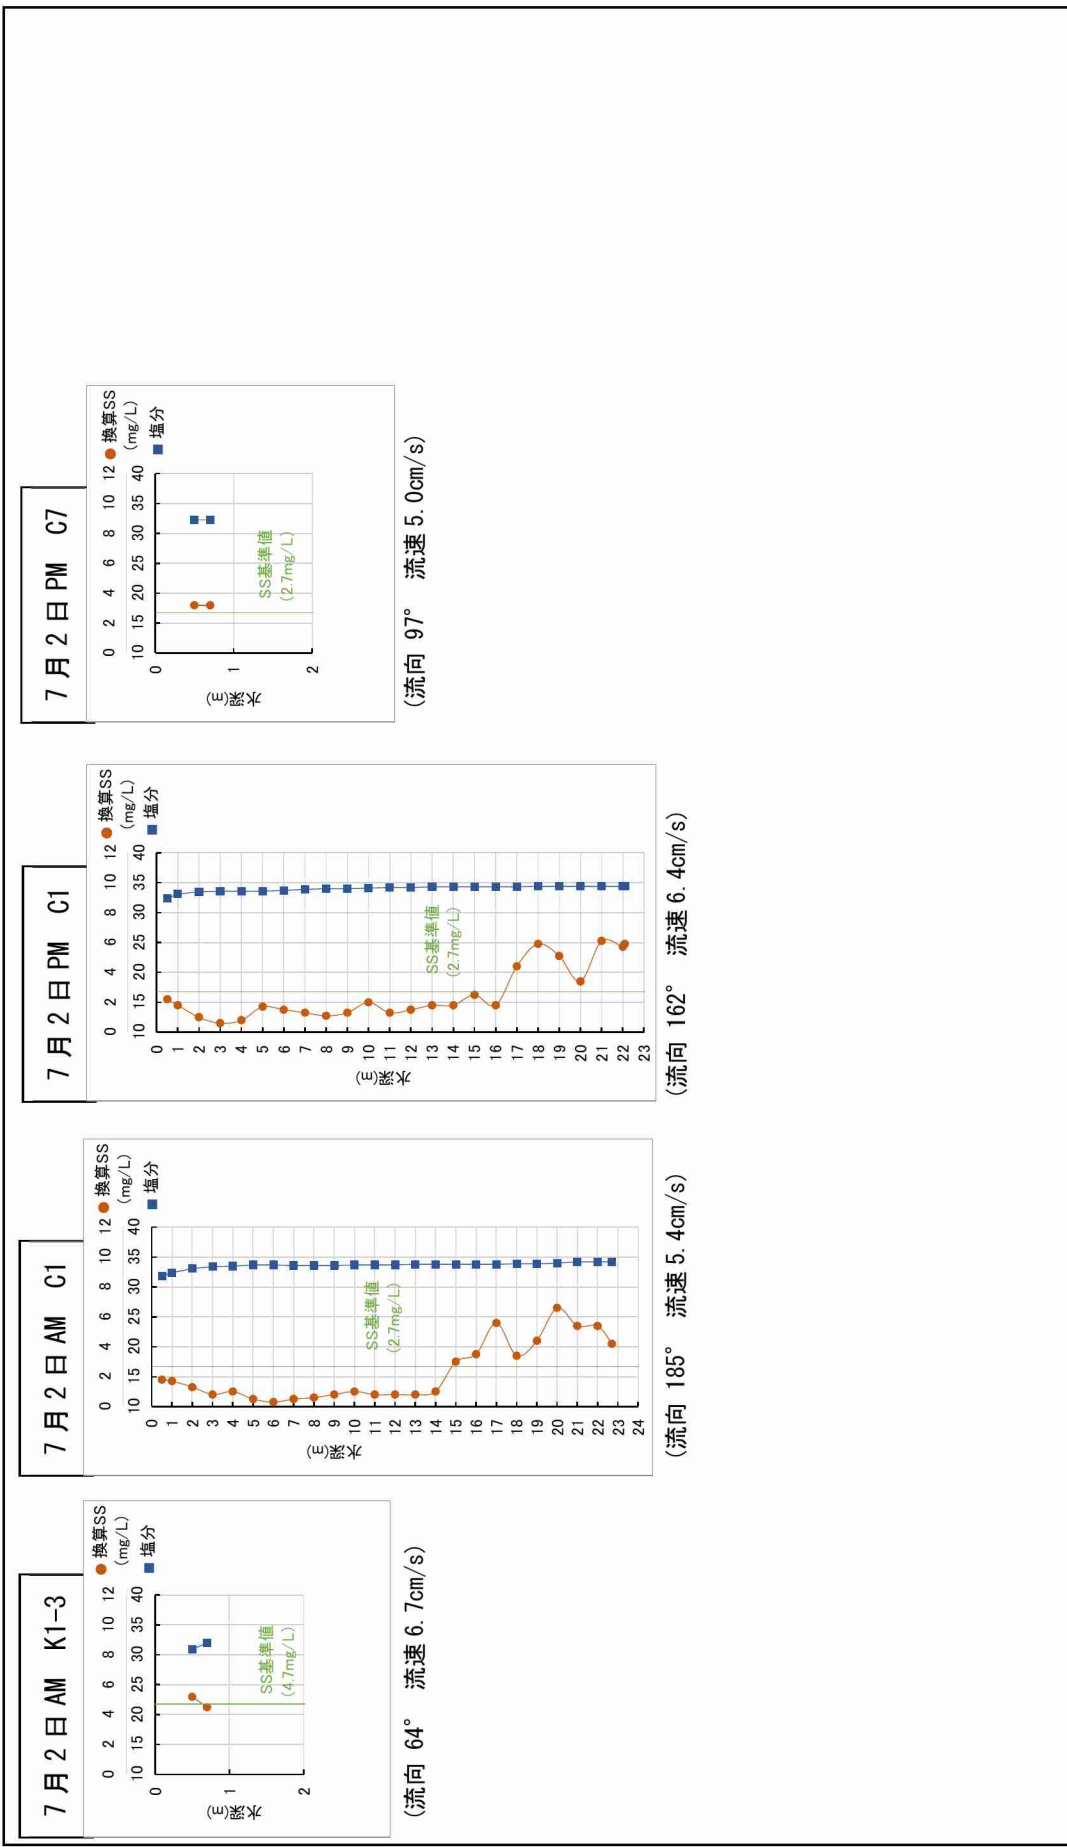 7月2日AM K1-3
0 2 4 6 8 10 12
●換算SS
(mg/L)
10 15 20 25 30 35 40
■塩分
0
1
2
水深(m)
SS基準値
(4.7mg/L)
(流向 64° 流速6.7cm/s)
7月2日AM C1
0 2 4 6 8 10 12
●換算SS
(mg/L)
10 15 20 25 30 35 40
■塩分
0
1
2
3
4
5
6
7
8
9
10
11
12
13
14
15
16
17
18
19
20
21
22
23
24
水深(m)
SS基準値
(2.7mg/L)
(流向 185° 流速5.4cm/s)
7月2日PM C1
0 2 4 6 8 10 12
●換算SS
(mg/L)
10 15 20 25 30 35 40
■塩分
0
1
2
3
4
5
6
7
8
9
10
11
12
13
14
15
16
17
18
19
20
21
22
23
水深(m)
SS基準値
(2.7mg/L)
(流向 162° 流速6.4cm/s)
7月2日PM C7
0 2 4 6 8 10 12
●換算SS
(mg/L)
10 15 20 25 30 35 40
■塩分
0
1
2
水深(m)
SS基準値
(2.7mg/L)
(流向 97° 流速5.0cm/s)